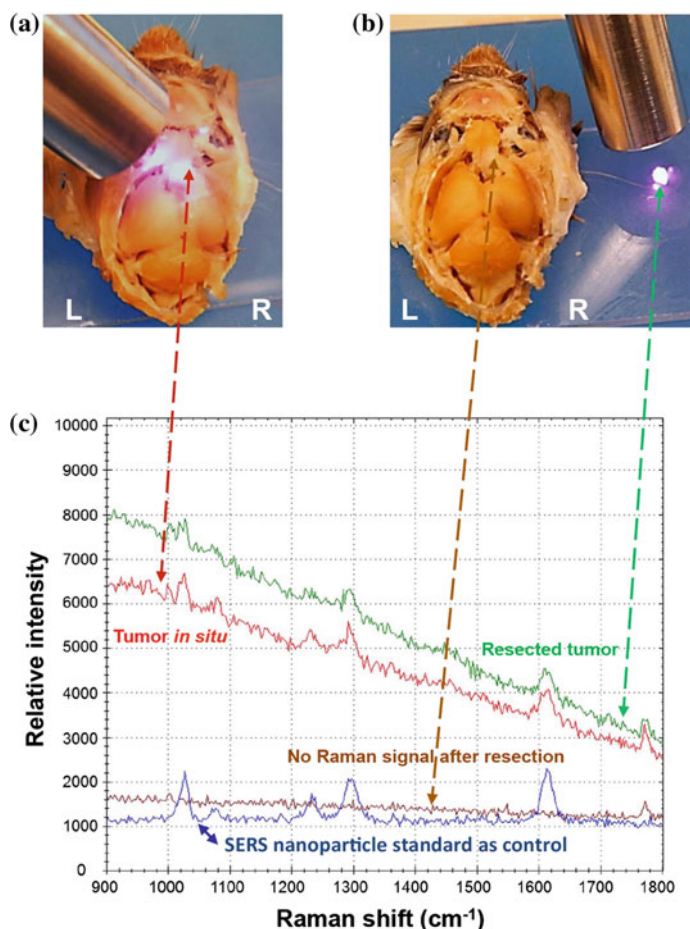 (a)
(b)
L
R
L
R
(c)
10000
9000
8000
7000
6000
5000
4000
3000
2000
1000
0
Relative intensity
Tumor in situ
Resected tumor
No Raman signal after resection
SERS nanoparticle standard as control
900 1000 1100 1200 1300 1400 1500 1600 1700 1800
Raman shift (cm⁻¹)